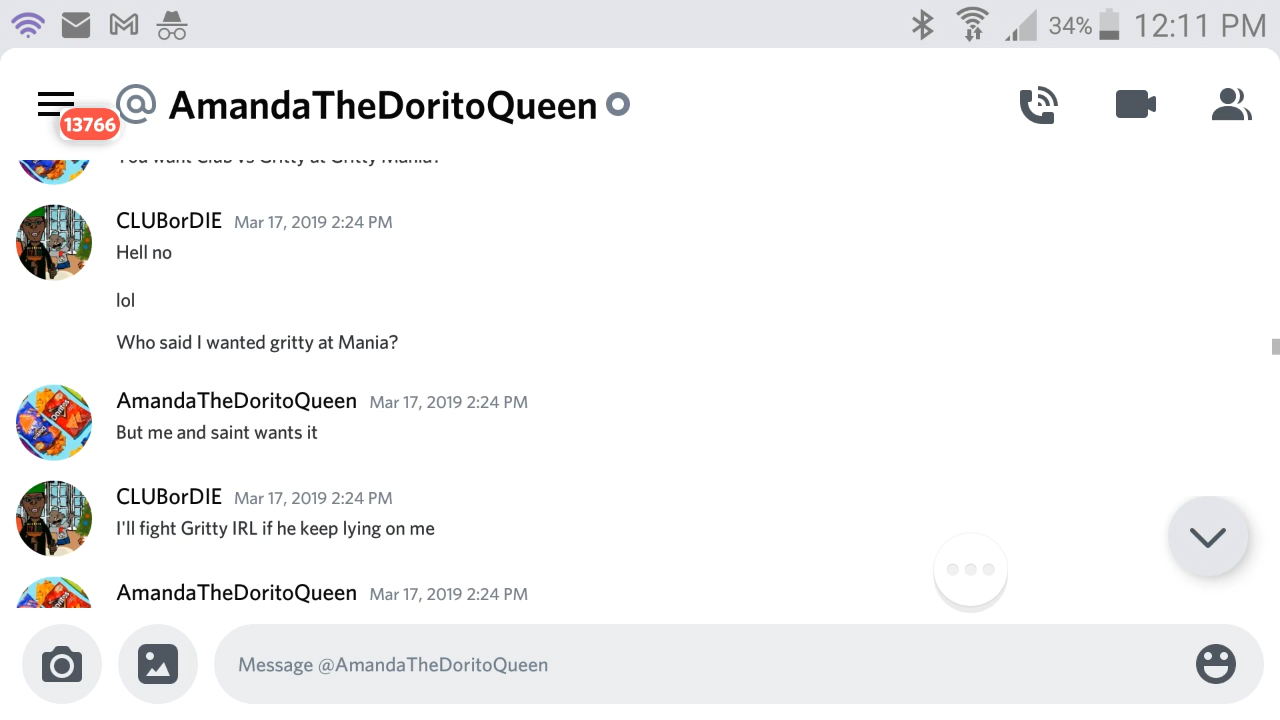 34%
12:11 PM
13766
@ AmandaTheDoritoQueen
You want Club vs Gritty at Gritty Mania?
CLUBorDIE Mar 17, 2019 2:24 PM
Hell no
lol
Who said I wanted gritty at Mania?
AmandaTheDoritoQueen Mar 17, 2019 2:24 PM
But me and saint wants it
CLUBorDIE Mar 17, 2019 2:24 PM
I'll fight Gritty IRL if he keep lying on me
AmandaTheDoritoQueen Mar 17, 2019 2:24 PM
Message @AmandaTheDoritoQueen